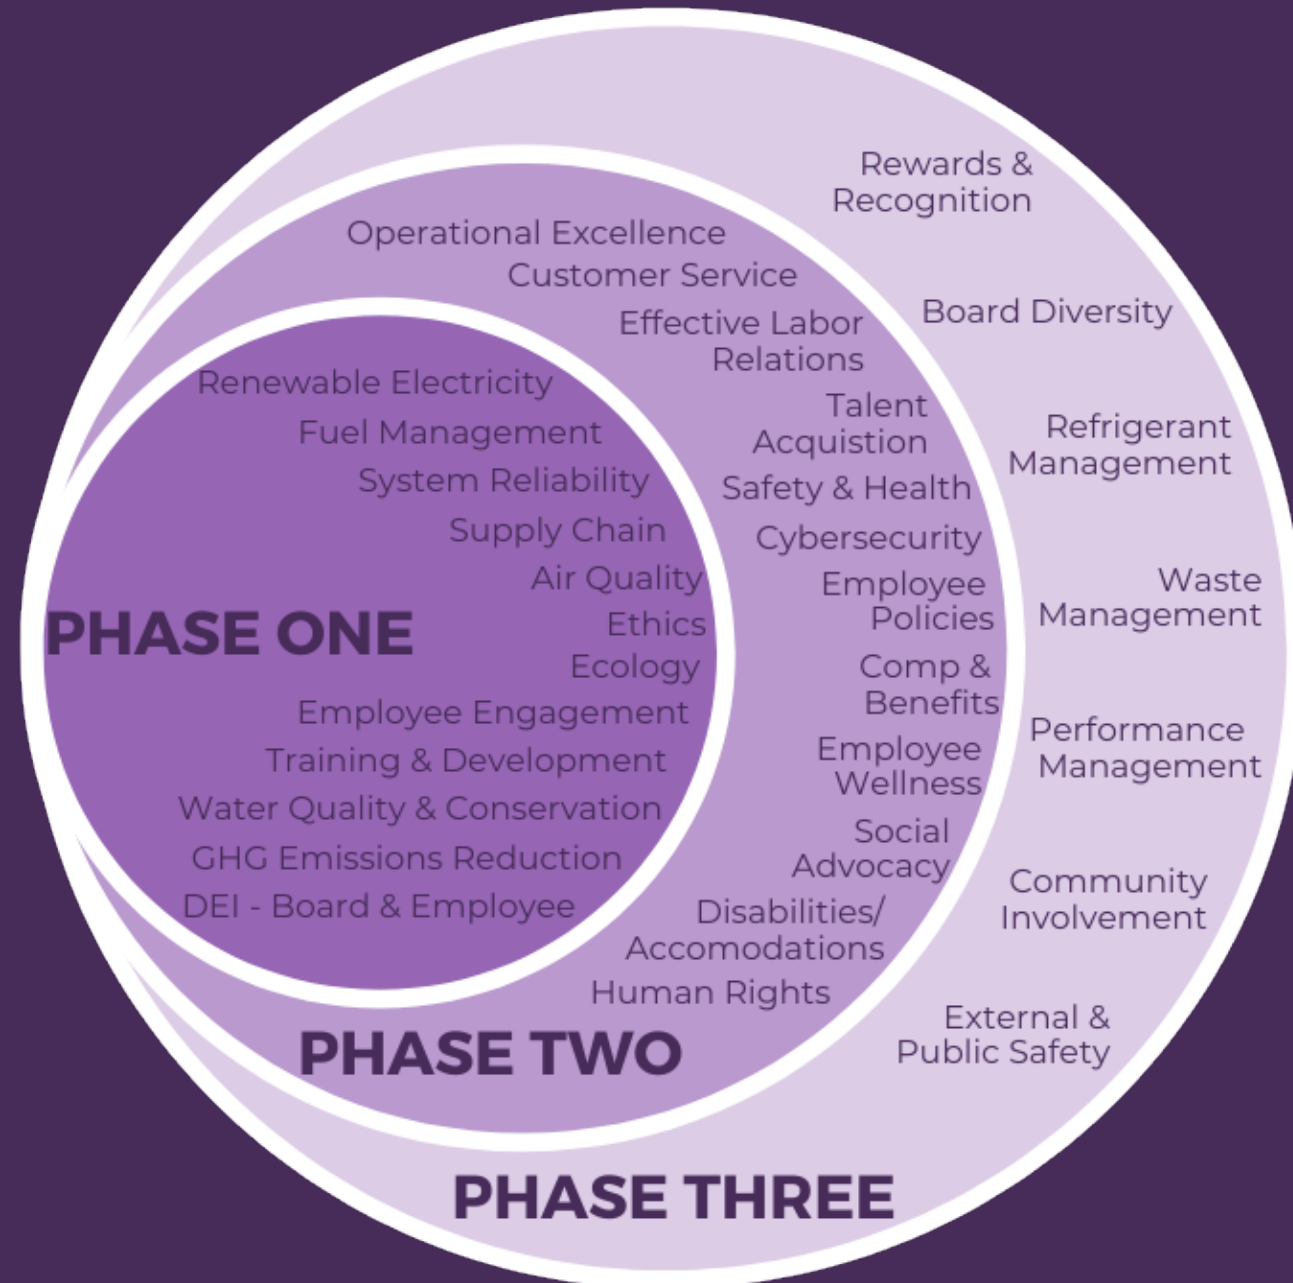 Renewable Electricity
Fuel Management
System Reliability
Supply Chain
Air Quality
Ethics
Ecology
Employee Engagement
Training & Development
Water Quality & Conservation
GHG Emissions Reduction
DEI - Board & Employee
PHASE ONE
Operational Excellence
Customer Service
Effective Labor
Relations
Talent
Acquistion
Safety & Health
Cybersecurity
Employee
Policies
Comp &
Benefits
Employee
Wellness
Social
Advocacy
Disabilities/
Accomodations
Human Rights
PHASE TWO
Rewards &
Recognition
Board Diversity
Refrigerant
Management
Waste
Management
Performance
Management
Community
Involvement
External &
Public Safety
PHASE THREE